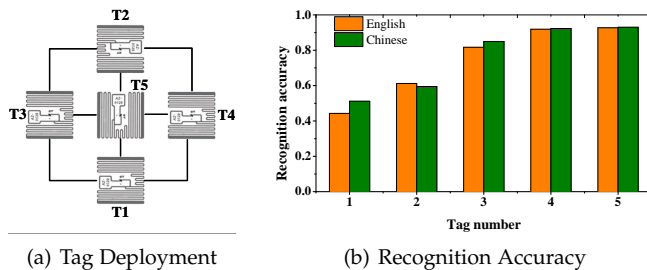 T2
T5
T3
T4
T1
(a) Tag Deployment
English
Chinese
Recognition accuracy
1.0
0.8
0.6
0.4
0.2
0.0
1 2 3 4 5
Tag number
(b) Recognition Accuracy